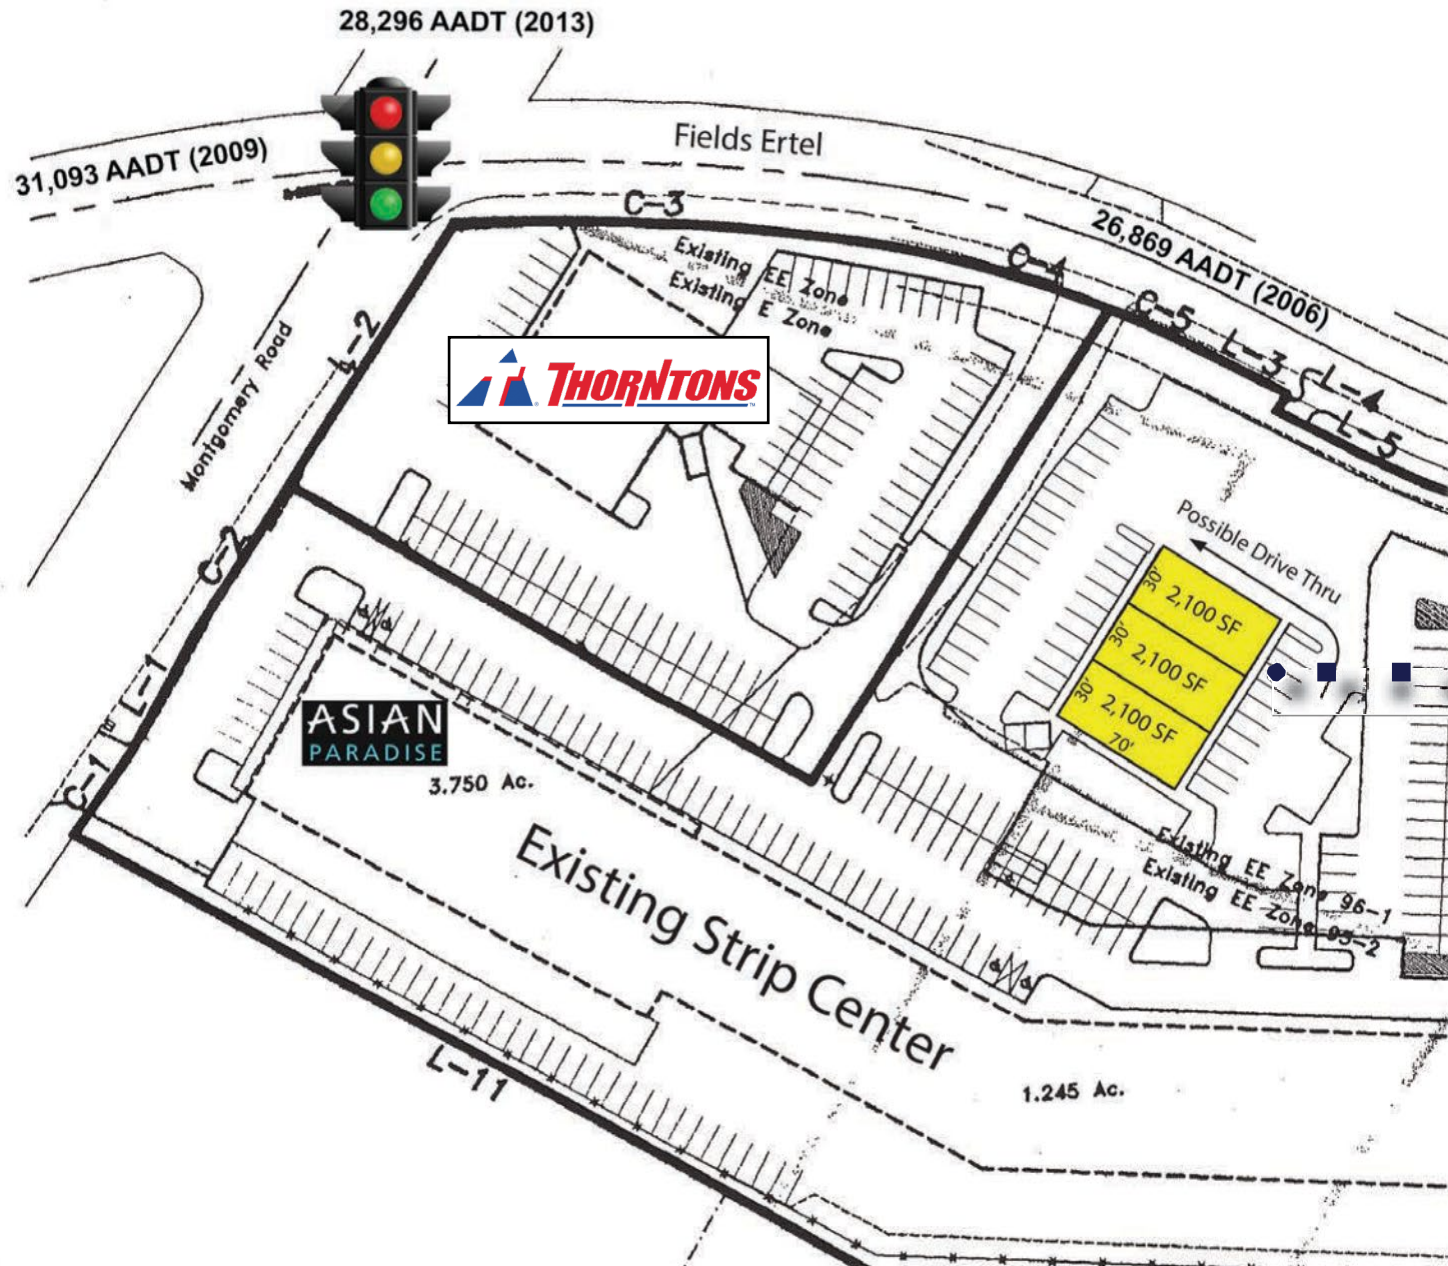 28,296 AADT (2013)
31,093 AADT (2009)
Fields Ertel
26,869 AADT (2006)
C-3
C-4
C-5
L-3
L-4
L-5
Existing EE Zone
Existing E Zone
L-2
Montgomery Road
THORNTONS
C-2
L-1
C-1
Possible Drive Thru
30' 2,100 SF
30' 2,100 SF
30' 2,100 SF
70'
ASIAN
PARADISE
3.750 Ac.
Existing Strip Center
Existing EE Zone 96-1
Existing EE Zone 95-2
L-11
1.245 Ac.